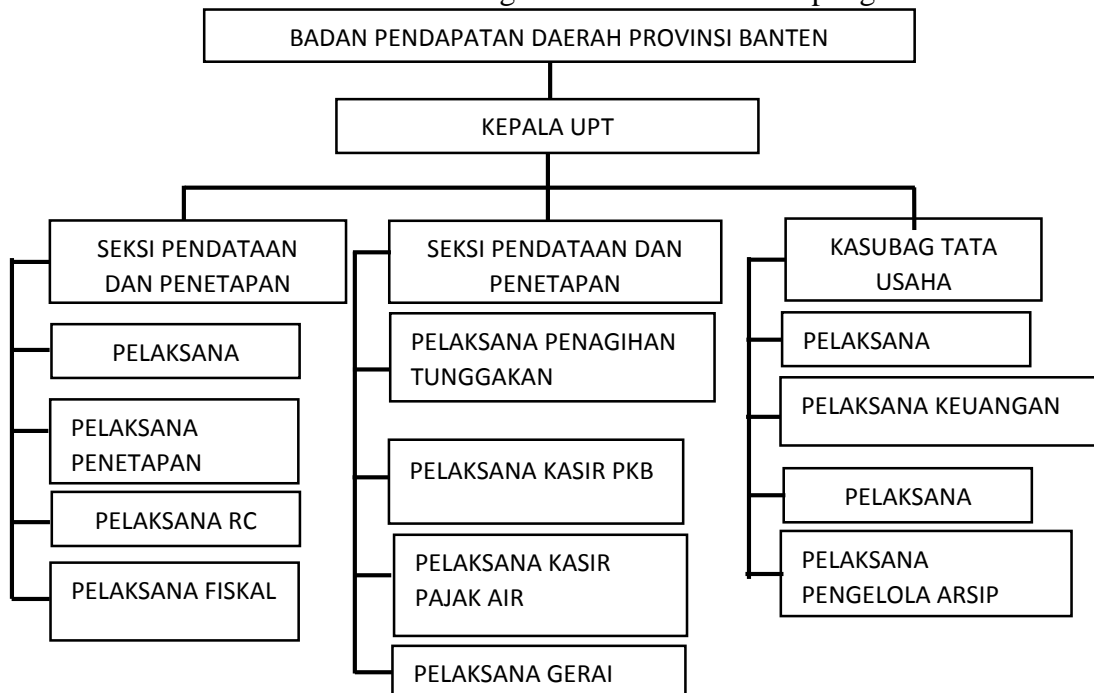 BADAN PENDAPATAN DAERAH PROVINSI BANTEN
KEPALA UPT
SEKSI PENDATAAN
DAN PENETAPAN
PELAKSANA
PELAKSANA
PENETAPAN
PELAKSANA RC
PELAKSANA FISKAL
SEKSI PENDATAAN DAN
PENETAPAN
PELAKSANA PENAGIHAN
TUNGGAKAN
PELAKSANA KASIR PKB
PELAKSANA KASIR
PAJAK AIR
PELAKSANA GERAI
KASUBAG TATA
USAHA
PELAKSANA
PELAKSANA KEUANGAN
PELAKSANA
PELAKSANA
PENGELOLA ARSIP